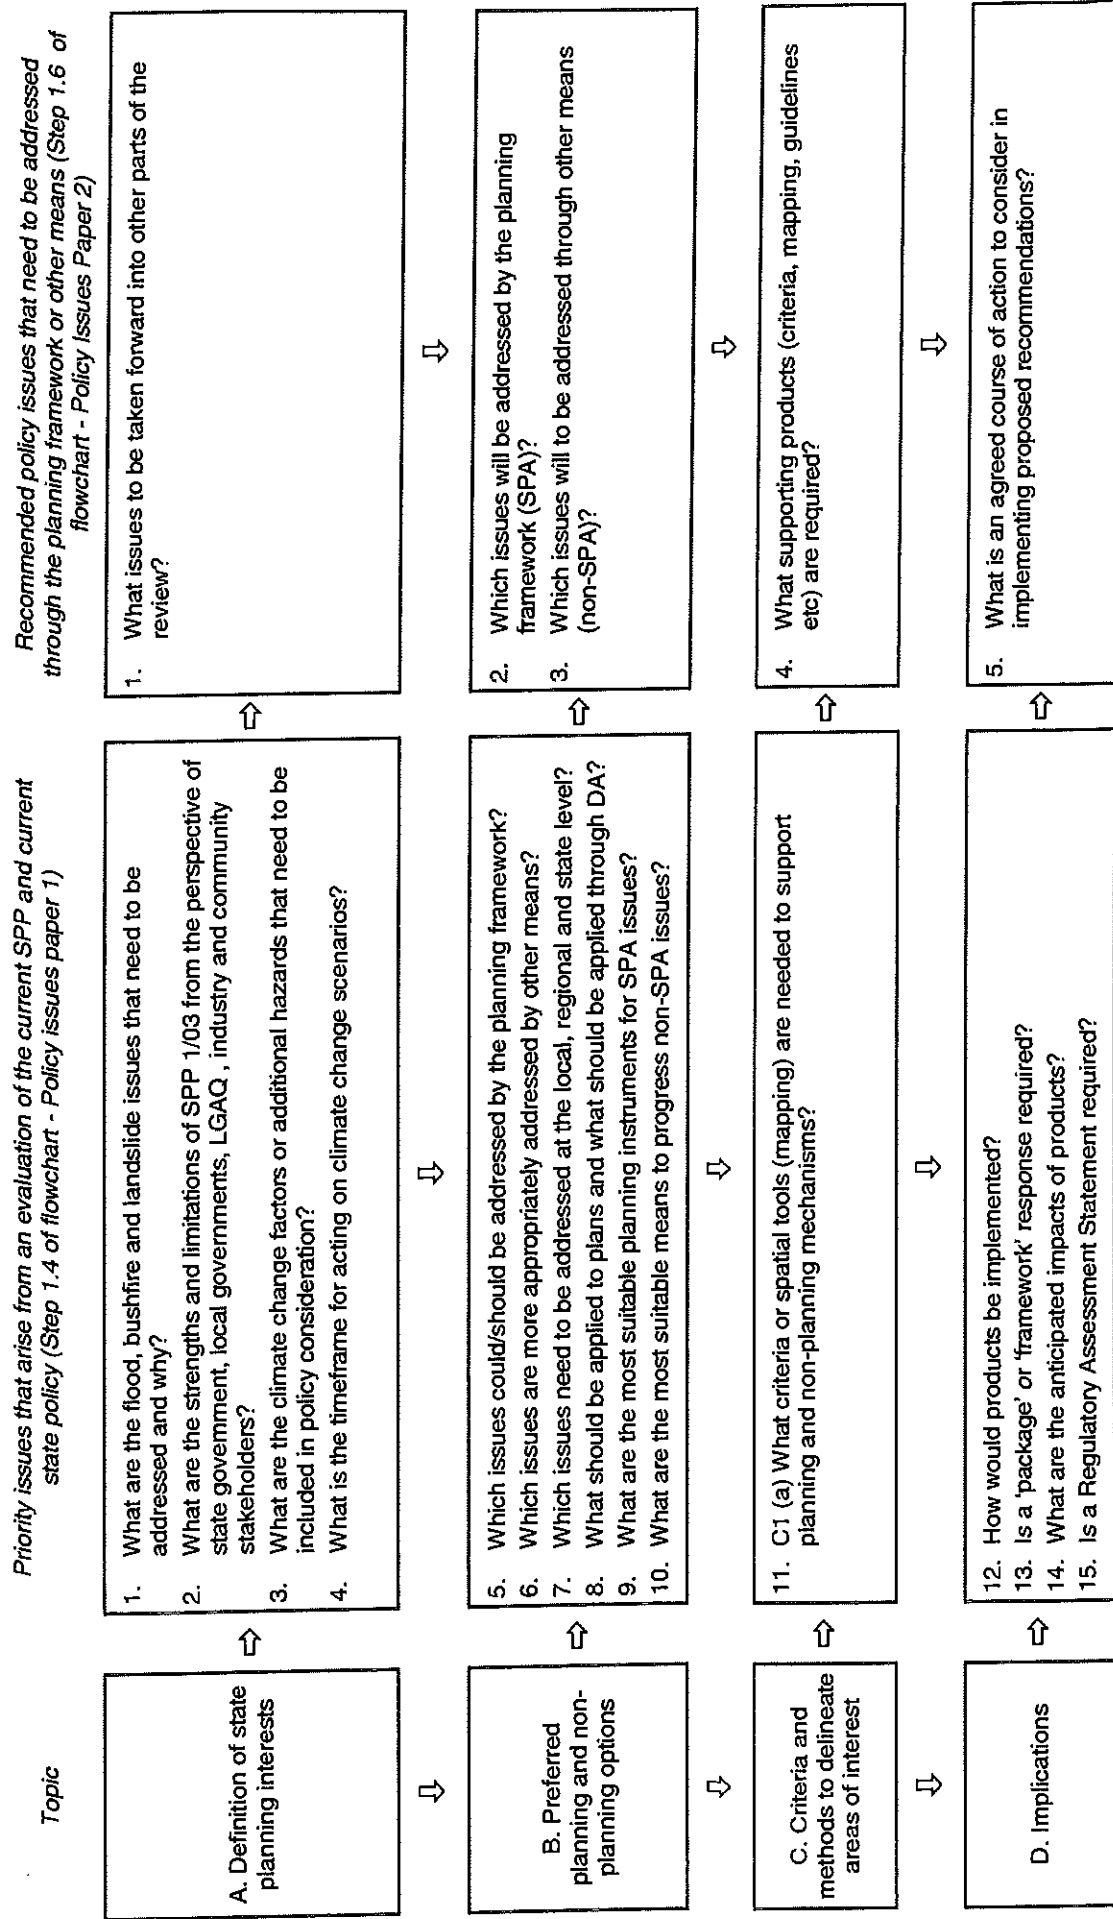 Topic
Priority issues that arise from an evaluation of the current SPP and current
state policy (Step 1.4 of flowchart - Policy issues paper 1)
Recommended policy issues that need to be addressed
through the planning framework or other means (Step 1.6 of
flowchart - Policy Issues Paper 2)
A. Definition of state
planning interests
1. What are the flood, bushfire and landslide issues that need to be
addressed and why?
2. What are the strengths and limitations of SPP 1/03 from the perspective of
state government, local governments, LGAQ , industry and community
stakeholders?
3. What are the climate change factors or additional hazards that need to be
included in policy consideration?
4. What is the timeframe for acting on climate change scenarios?
1. What issues to be taken forward into other parts of the
review?
B. Preferred
planning and non-
planning options
5. Which issues could/should be addressed by the planning framework?
6. Which issues are more appropriately addressed by other means?
7. Which issues need to be addressed at the local, regional and state level?
8. What should be applied to plans and what should be applied through DA?
9. What are the most suitable planning instruments for SPA issues?
10. What are the most suitable means to progress non-SPA issues?
2. Which issues will be addressed by the planning
framework (SPA)?
3. Which issues will to be addressed through other means
(non-SPA)?
C. Criteria and
methods to delineate
areas of interest
11. C1 (a) What criteria or spatial tools (mapping) are needed to support
planning and non-planning mechanisms?
4. What supporting products (criteria, mapping, guidelines
etc) are required?
D. Implications
12. How would products be implemented?
13. Is a 'package' or 'framework' response required?
14. What are the anticipated impacts of products?
15. Is a Regulatory Assessment Statement required?
5. What is an agreed course of action to consider in
implementing proposed recommendations?